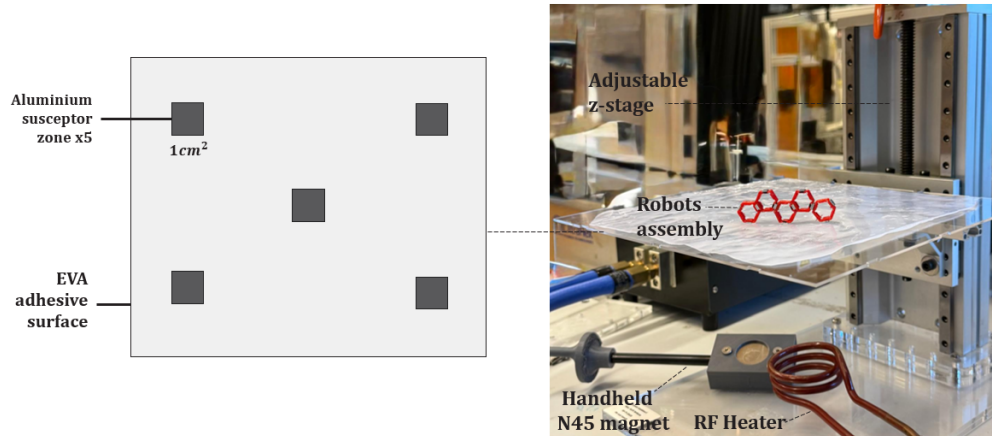 Aluminium
susceptor
zone x5
1cm²
EVA
adhesive
surface
Adjustable
z-stage
Robots
assembly
Handheld
N45 magnet
RF Heater